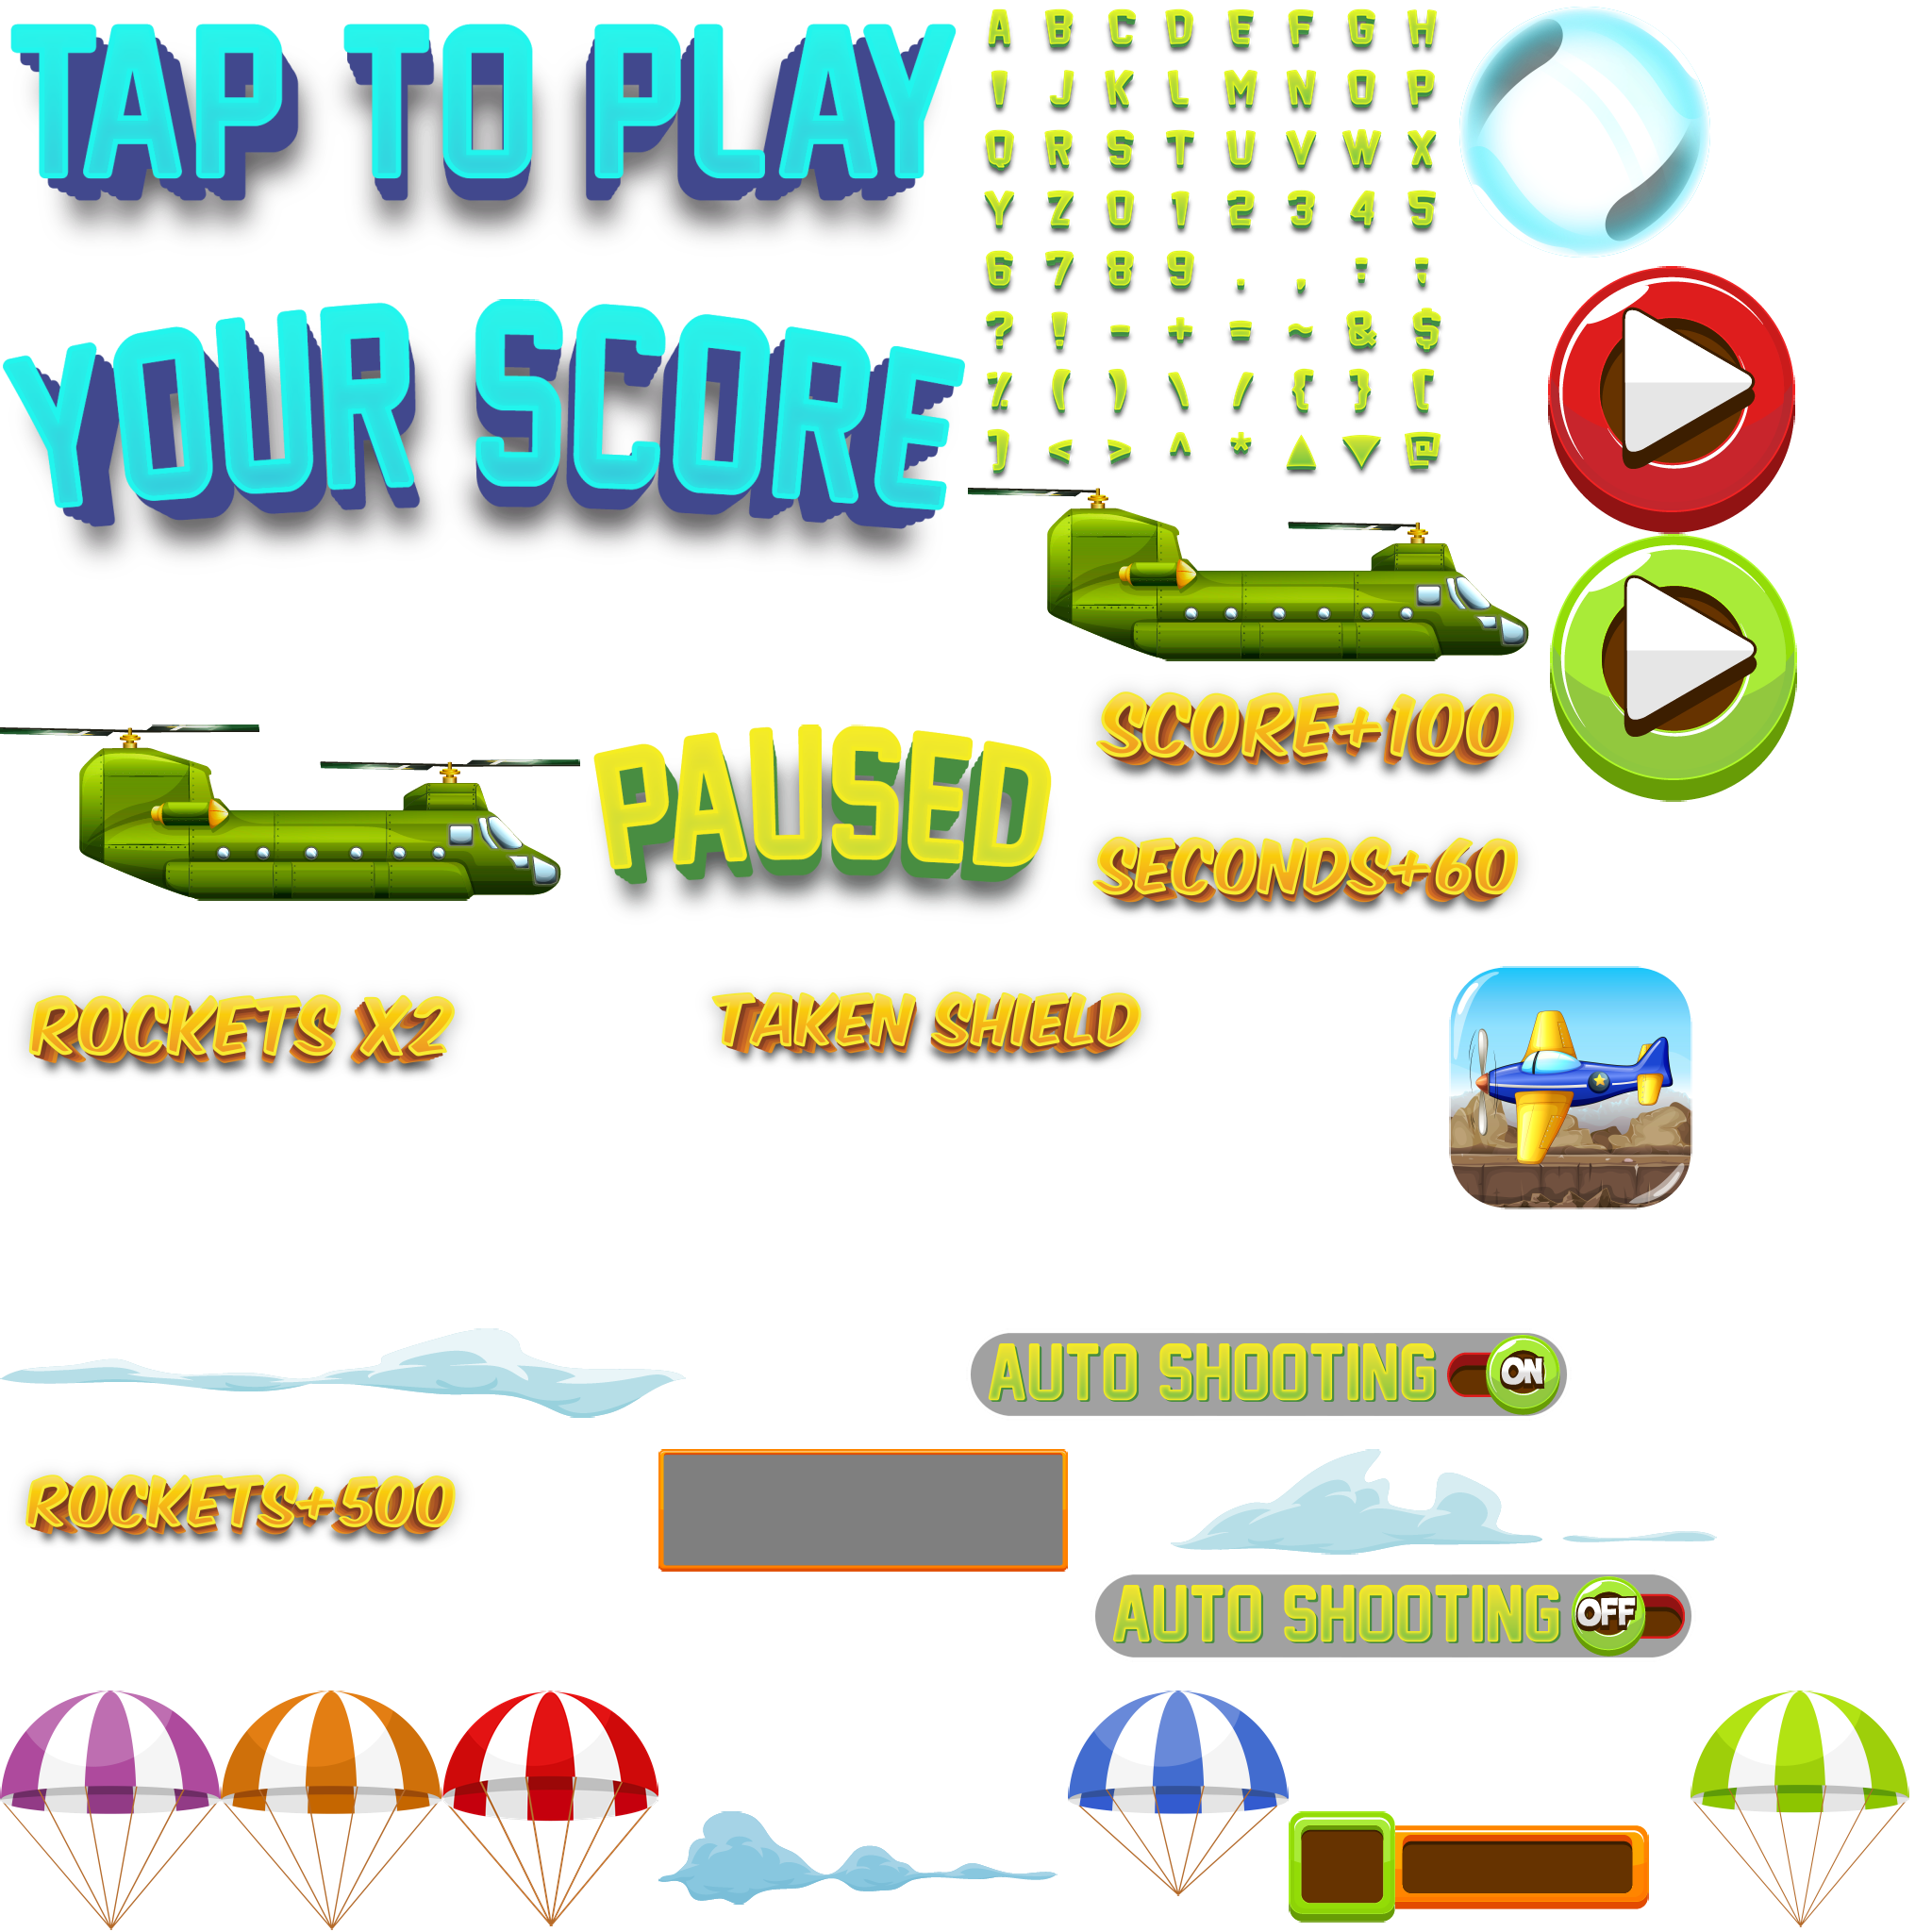 TAP TO PLAY
A B C D E F G H
I J K L M N O P
Q R S T U V W X
Y Z 0 1 2 3 4 5
6 7 8 9 . , : ;
? ! - + = ~ & $
% ( ) \ / { } [
] < > ^ * ▲ ▼ @
YOUR SCORE
PAUSED
SCORE+100
SECONDS+60
ROCKETS X2
TAKEN SHIELD
AUTO SHOOTING ON
ROCKETS+500
AUTO SHOOTING OFF